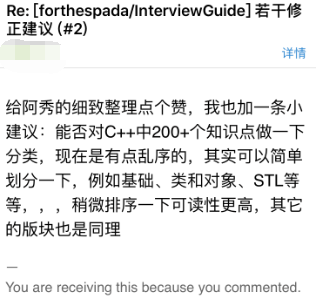 Re: [forthespada/InterviewGuide] 若干修
正建议 (#2)
详情
给阿秀的细致整理点个赞，我也加一条小
建议：能否对C++中200+个知识点做一下
分类，现在是有点乱序的，其实可以简单
划分一下，例如基础、类和对象、STL等
等，，，稍微排序一下可读性更高，其它
的版块也是同理
—
You are receiving this because you commented.